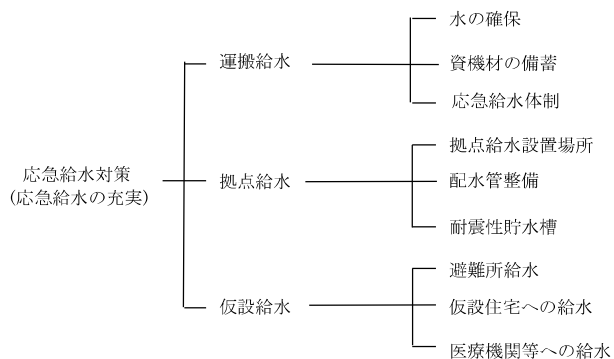 応急給水対策
(応急給水の充実)
運搬給水
水の確保
資機材の備蓄
応急給水体制
拠点給水
拠点給水設置場所
配水管整備
耐震性貯水槽
仮設給水
避難所給水
仮設住宅への給水
医療機関等への給水